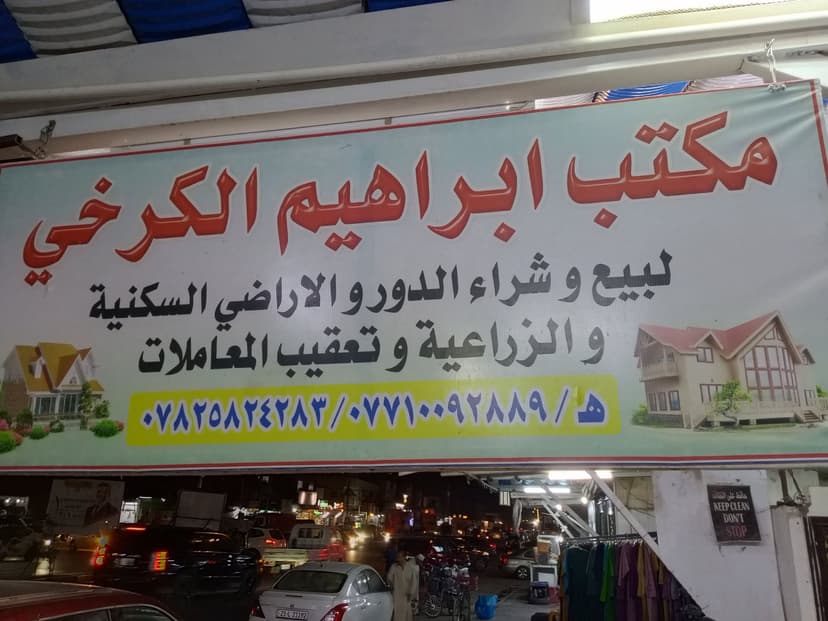 مكتب ابراهيم الكرخي
لبيع و شراء الدور و الاراضي السكنية
و الزراعية و تعقيب المعاملات
هـ / ٠٧٧١٠٠٩٢٨٨٩ / ٠٧٨٢٥٨٢٤٢٨٣
KEEP CLEAN
DON'T
STOP